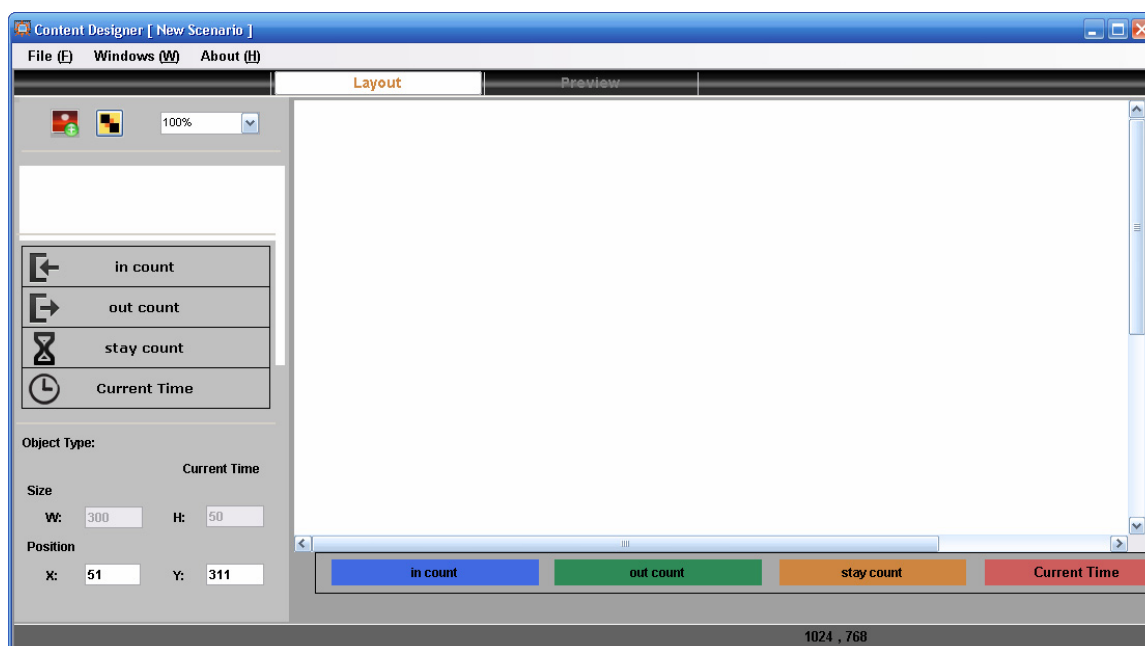 Content Designer [ New Scenario ]
File (F) Windows (W) About (H)
Layout Preview
100%
in count
out count
stay count
Current Time
Object Type:
Current Time
Size
W: 300 H: 50
Position
X: 51 Y: 311
in count out count stay count Current Time
1024 , 768